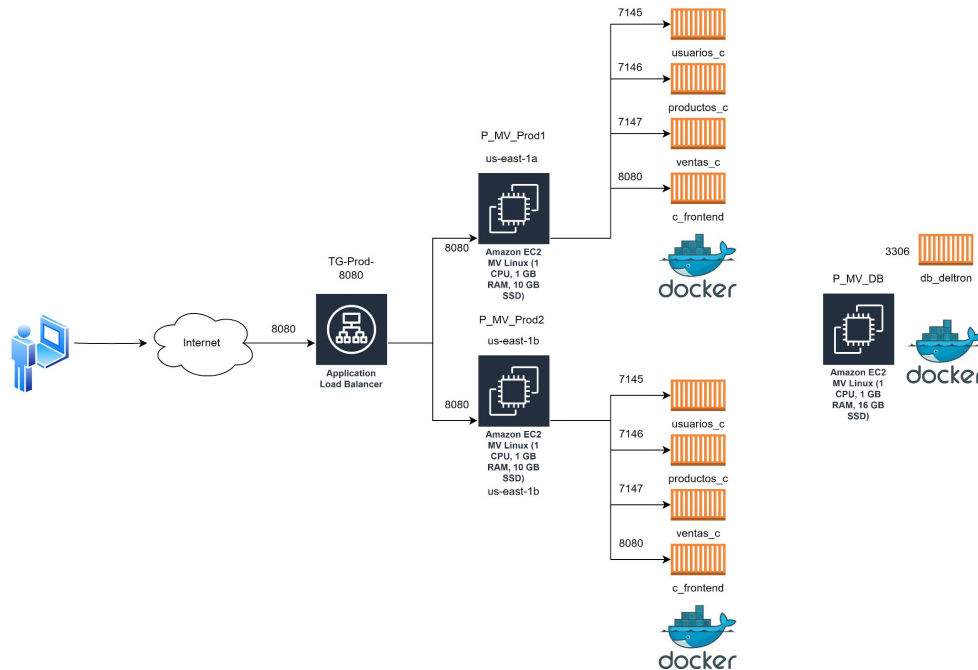 7145
usuarios_c
7146
productos_c
7147
P_MV_Prod1
us-east-1a
ventas_c
8080
c_frontend
8080
Amazon EC2
MV Linux (1
CPU, 1 GB
RAM, 10 GB
SSD)
docker
TG-Prod-
8080
8080
Internet
Application
Load Balancer
P_MV_Prod2
us-east-1b
8080
Amazon EC2
MV Linux (1
CPU, 1 GB
RAM, 10 GB
SSD)
us-east-1b
7145
usuarios_c
7146
productos_c
7147
ventas_c
8080
c_frontend
docker
3306
db_deltron
P_MV_DB
Amazon EC2
MV Linux (1
CPU, 1 GB
RAM, 16 GB
SSD)
docker